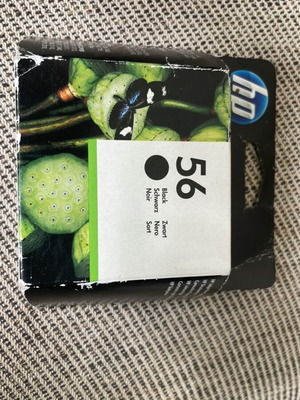 hp
56
Black Zwart
Schwarz Nero
Noir Sort